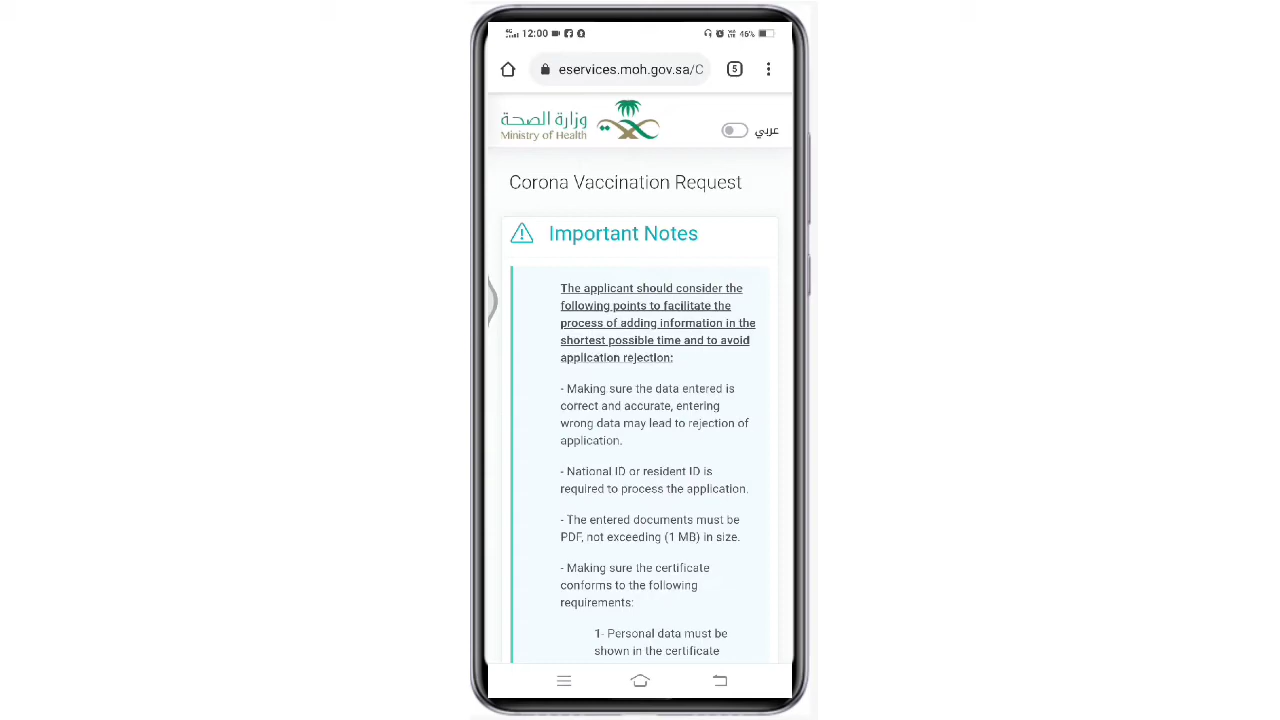 12:00
46%
eservices.moh.gov.sa/C
5
وزارة الصحة
Ministry of Health
عربي
Corona Vaccination Request
Important Notes
The applicant should consider the
following points to facilitate the
process of adding information in the
shortest possible time and to avoid
application rejection:
- Making sure the data entered is
correct and accurate, entering
wrong data may lead to rejection of
application.
- National ID or resident ID is
required to process the application.
- The entered documents must be
PDF, not exceeding (1 MB) in size.
- Making sure the certificate
conforms to the following
requirements:
1- Personal data must be
shown in the certificate